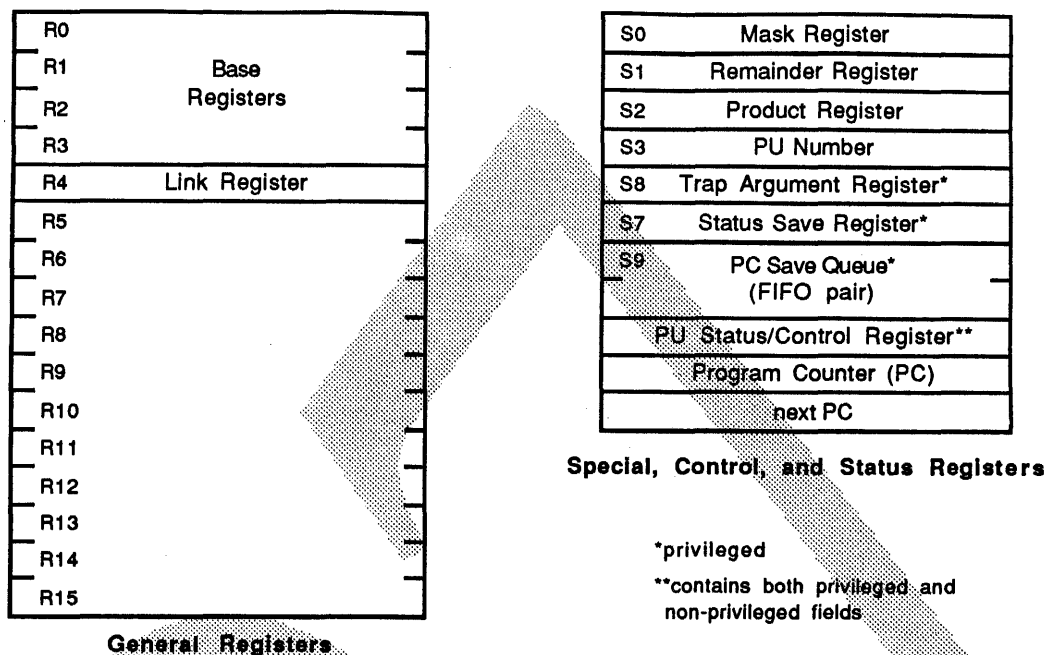 R0
R1
Base
Registers
R2
R3
R4 Link Register
R5
R6
R7
R8
R9
R10
R11
R12
R13
R14
R15
General Registers
S0 Mask Register
S1 Remainder Register
S2 Product Register
S3 PU Number
S8 Trap Argument Register*
S7 Status Save Register*
S9 PC Save Queue*
(FIFO pair)
PU Status/Control Register**
Program Counter (PC)
next PC
Special, Control, and Status Registers
*privileged
**contains both privileged and
non-privileged fields